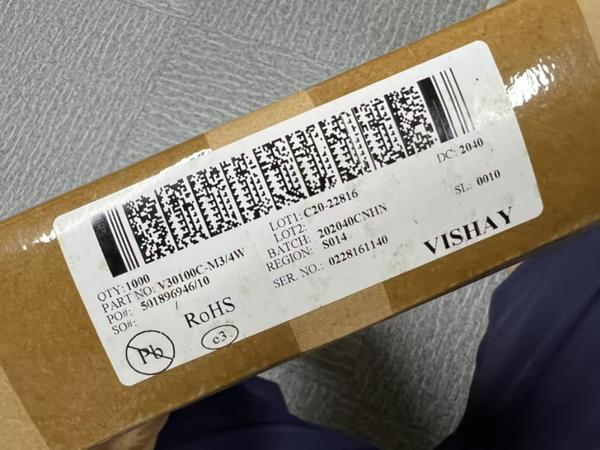 QTY: 1000
PART NO: V30100C-M3/4W
PO#: 501896946/10
SO#: /
LOT1: C20-22816
LOT2:
BATCH: 202040CNHN
REGION: S014
SER. NO.: 0228161140
DC: 2040
SL: 0010
VISHAY
Pb
RoHS
e3